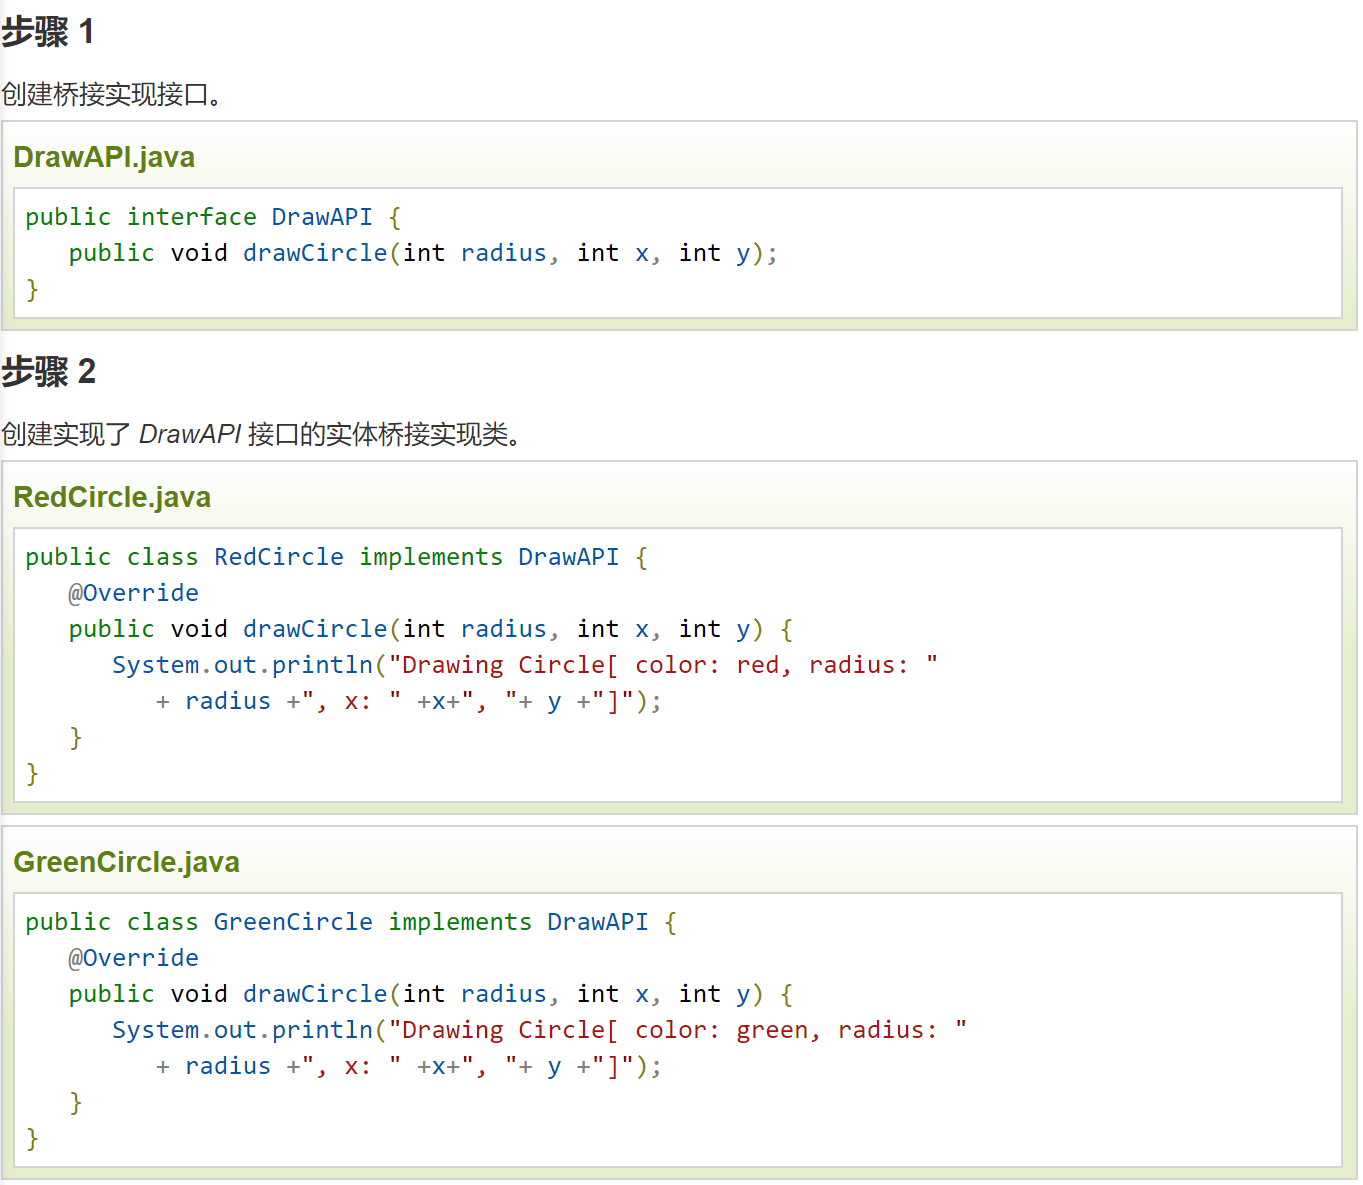 步骤 1
创建桥接实现接口。
DrawAPI.java
public interface DrawAPI {
   public void drawCircle(int radius, int x, int y);
}
步骤 2
创建实现了 DrawAPI 接口的实体桥接实现类。
RedCircle.java
public class RedCircle implements DrawAPI {
   @Override
   public void drawCircle(int radius, int x, int y) {
      System.out.println("Drawing Circle[ color: red, radius: "
         + radius +", x: " +x+", "+ y +"]");
   }
}
GreenCircle.java
public class GreenCircle implements DrawAPI {
   @Override
   public void drawCircle(int radius, int x, int y) {
      System.out.println("Drawing Circle[ color: green, radius: "
         + radius +", x: " +x+", "+ y +"]");
   }
}